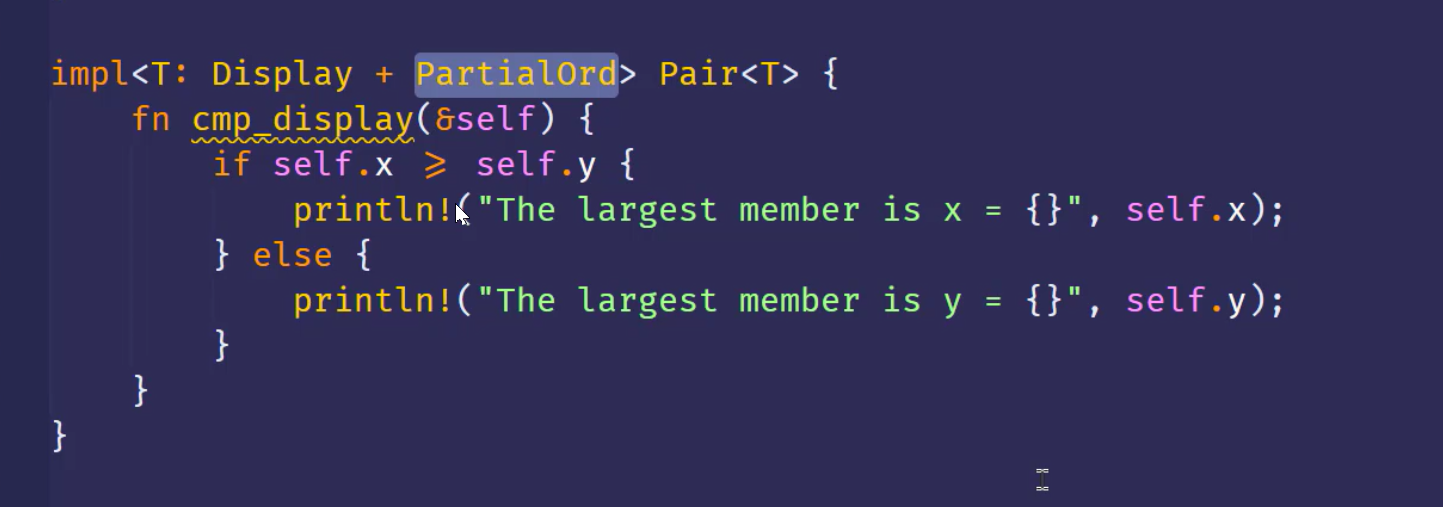 impl<T: Display + PartialOrd> Pair<T> {
    fn cmp_display(&self) {
        if self.x >= self.y {
            println!("The largest member is x = {}", self.x);
        } else {
            println!("The largest member is y = {}", self.y);
        }
    }
}